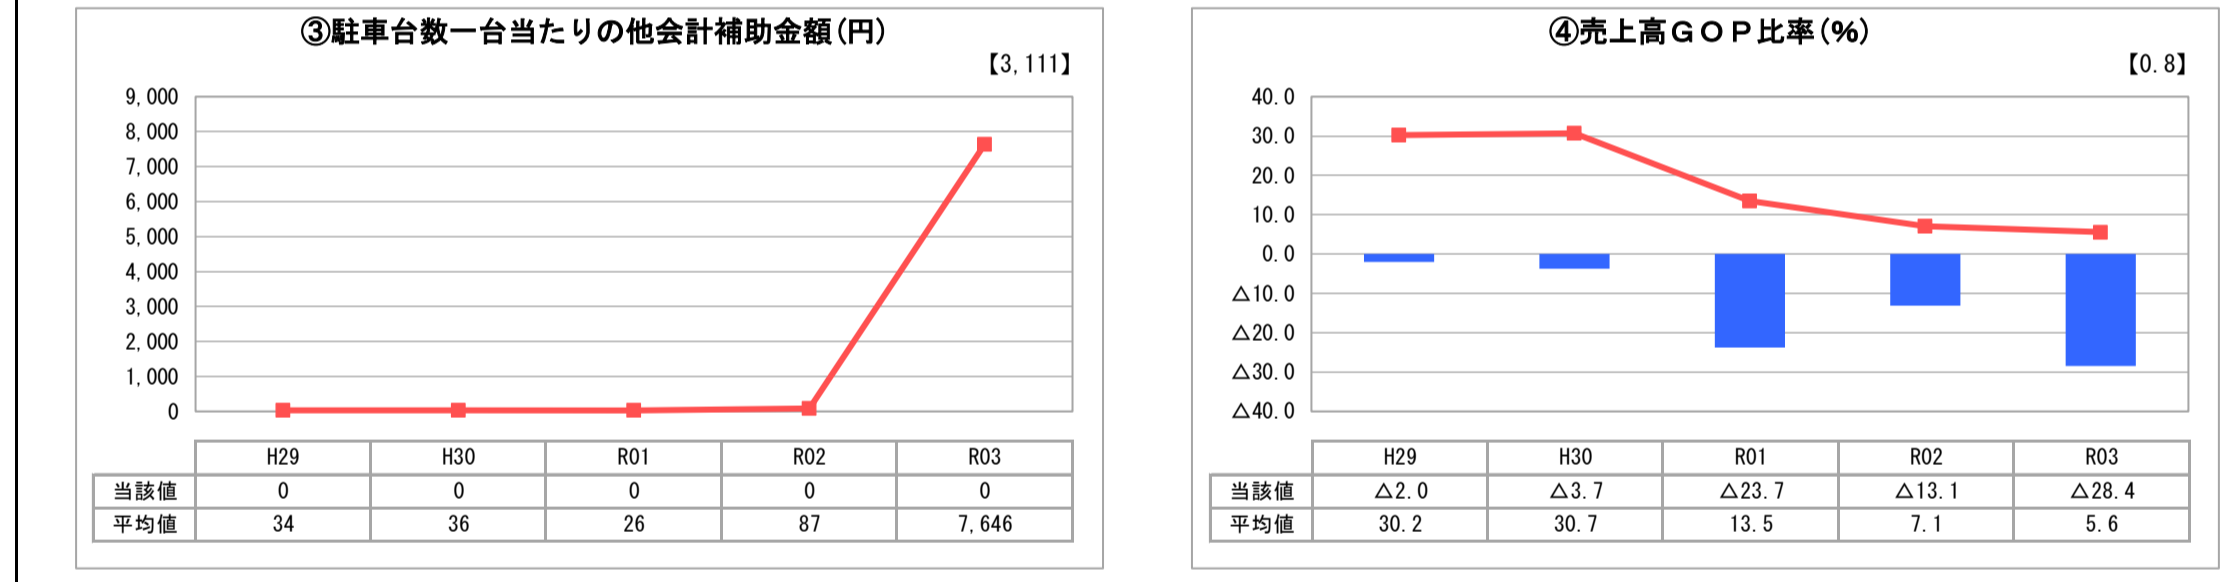 ③駐車台数一台当たりの他会計補助金額(円)
【3,111】
9,000
8,000
7,000
6,000
5,000
4,000
3,000
2,000
1,000
0
H29 H30 R01 R02 R03
当該値 0 0 0 0 0
平均値 34 36 26 87 7,646
④売上高ＧＯＰ比率(%)
【0.8】
40.0
30.0
20.0
10.0
0.0
△10.0
△20.0
△30.0
△40.0
H29 H30 R01 R02 R03
当該値 △2.0 △3.7 △23.7 △13.1 △28.4
平均値 30.2 30.7 13.5 7.1 5.6